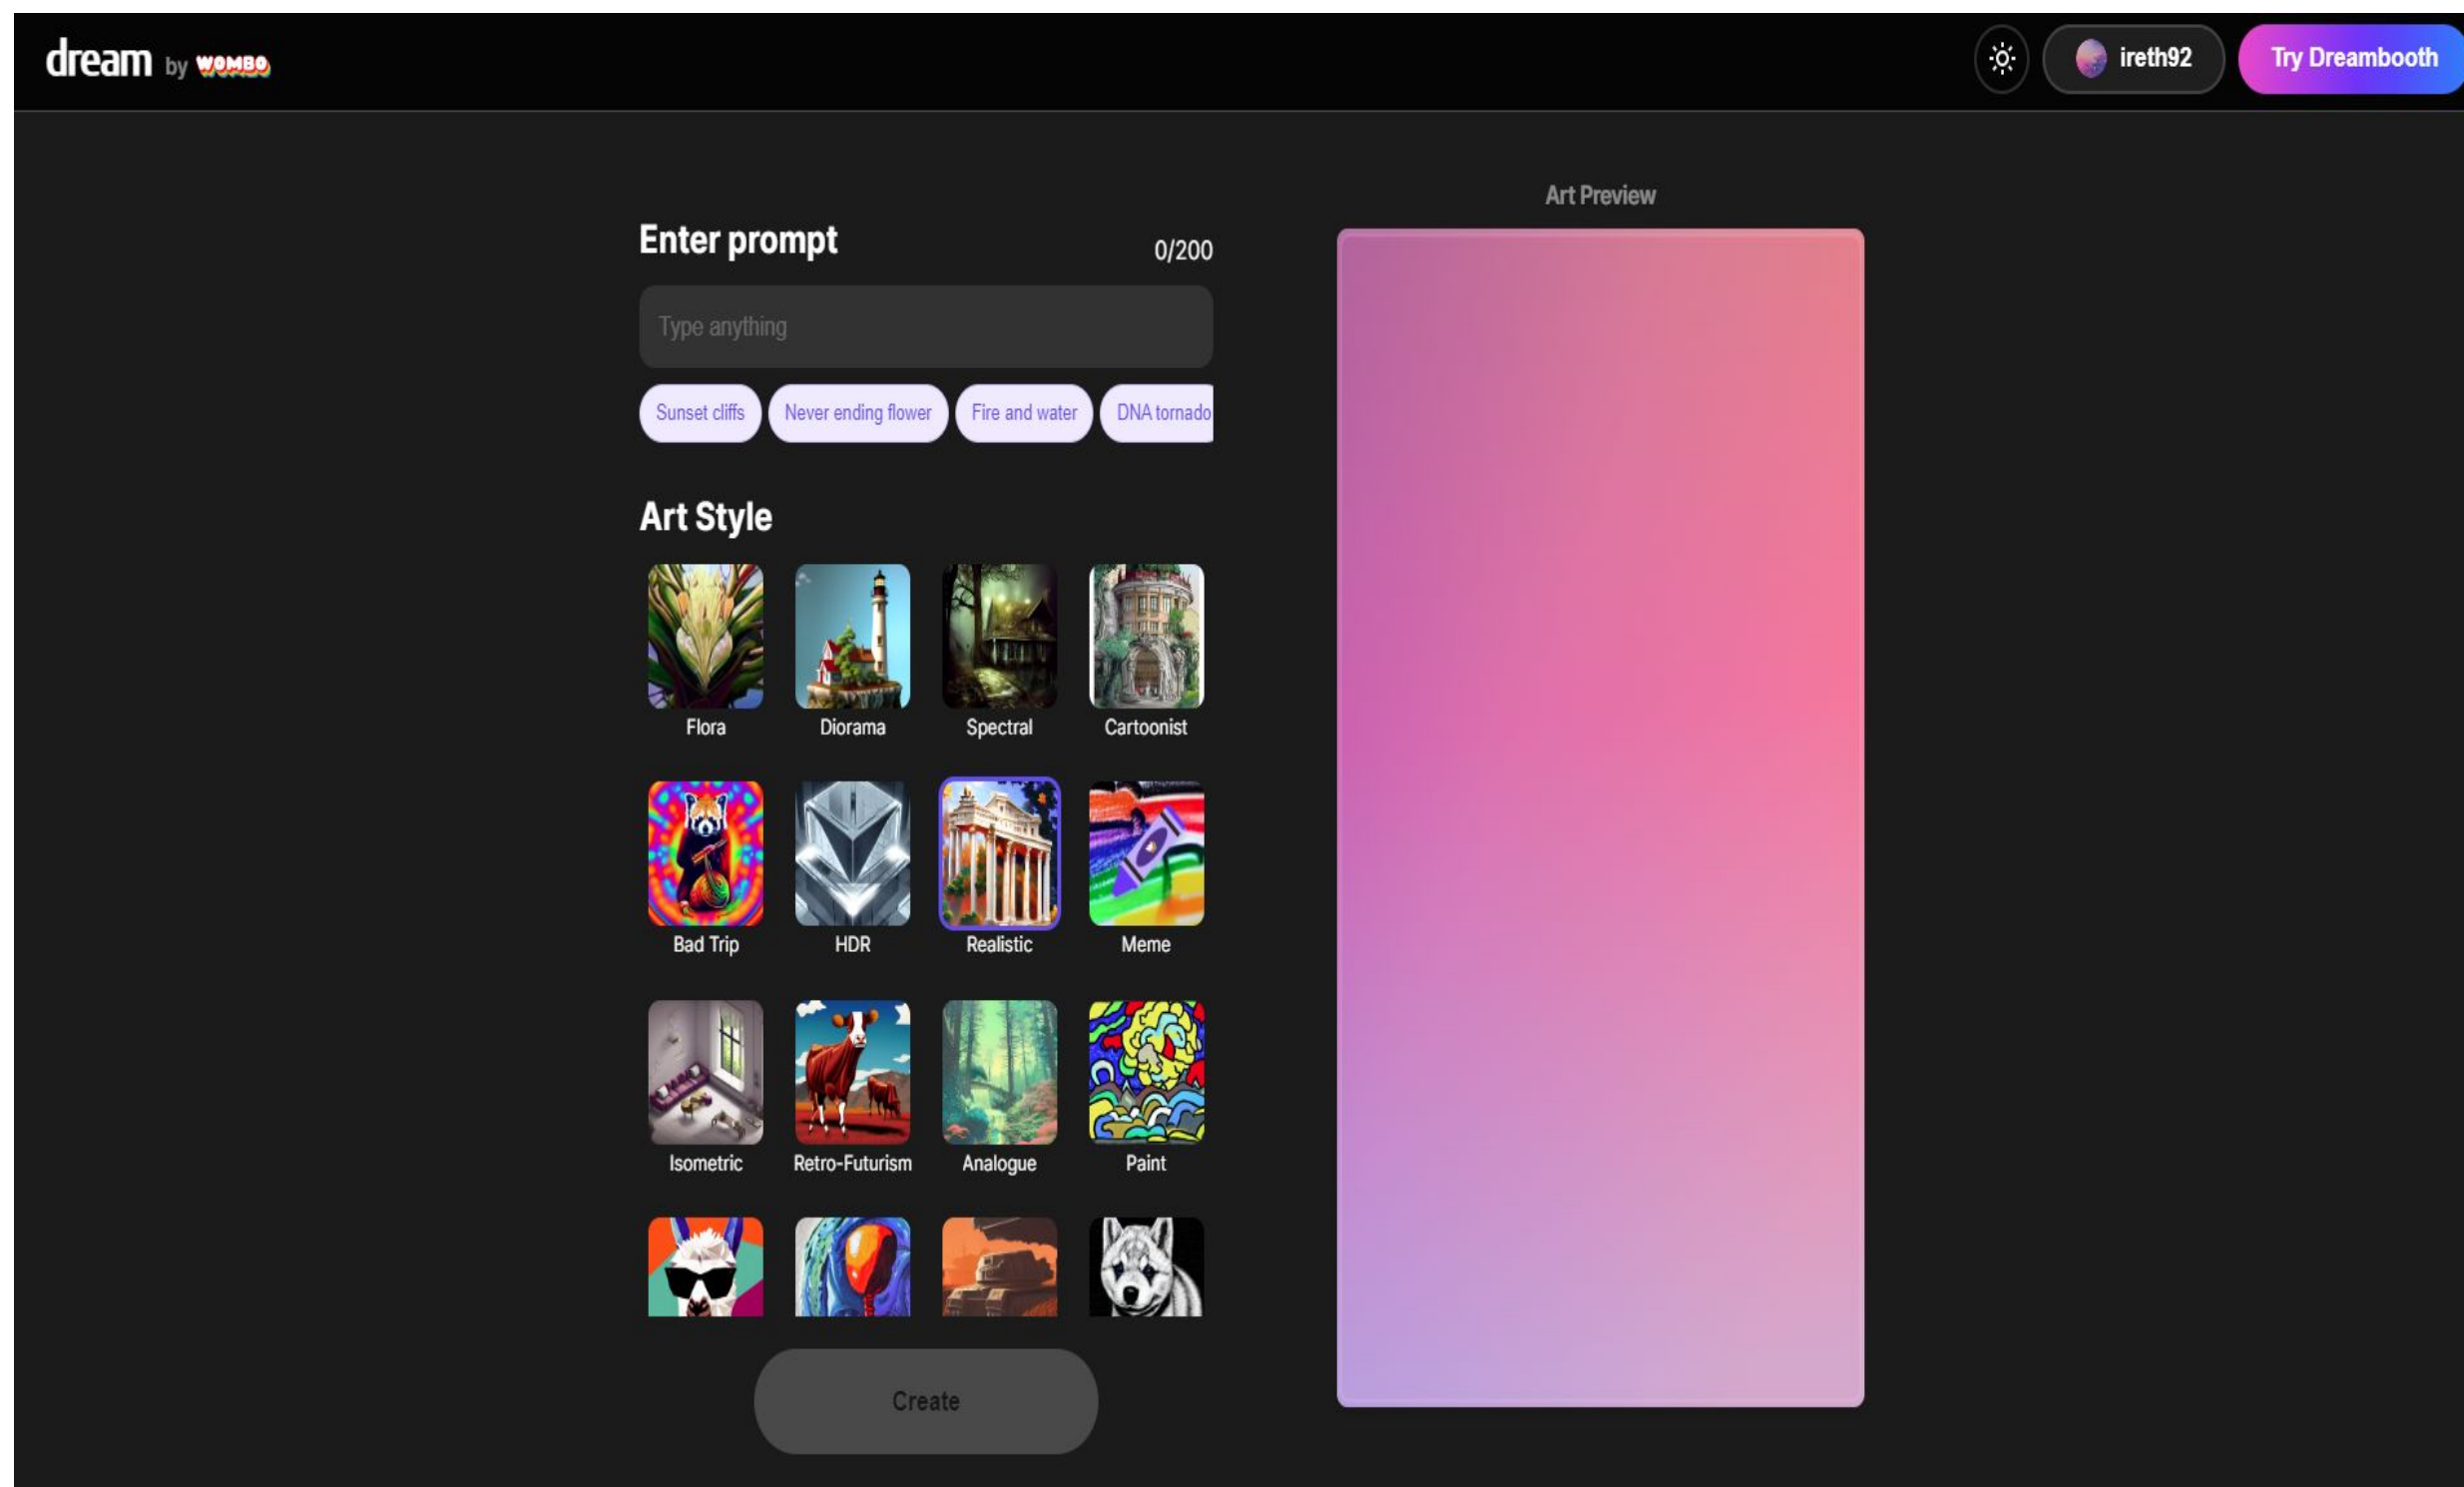 dream by WOMBO
ireth92
Try Dreambooth
Enter prompt
0/200
Type anything
Sunset cliffs
Never ending flower
Fire and water
DNA tornado
Art Style
Flora
Diorama
Spectral
Cartoonist
Bad Trip
HDR
Realistic
Meme
Isometric
Retro-Futurism
Analogue
Paint
Create
Art Preview